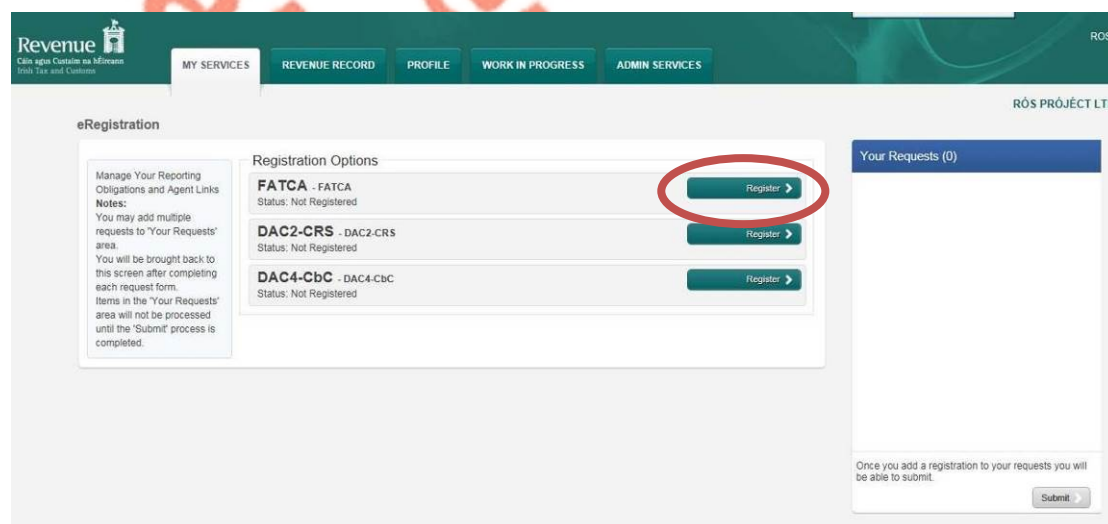 Revenue
Cáin agus Custaim na hÉireann
Irish Tax and Customs
MY SERVICES
REVENUE RECORD
PROFILE
WORK IN PROGRESS
ADMIN SERVICES
ROS
RÓS PRÓJÉCT LT
eRegistration
Manage Your Reporting
Obligations and Agent Links
Notes:
You may add multiple
requests to 'Your Requests'
area.
You will be brought back to
this screen after completing
each request form.
Items in the 'Your Requests'
area will not be processed
until the 'Submit' process is
completed.
Registration Options
FATCA - FATCA
Status: Not Registered
Register
DAC2-CRS - DAC2-CRS
Status: Not Registered
Register
DAC4-CbC - DAC4-CbC
Status: Not Registered
Register
Your Requests (0)
Once you add a registration to your requests you will
be able to submit.
Submit